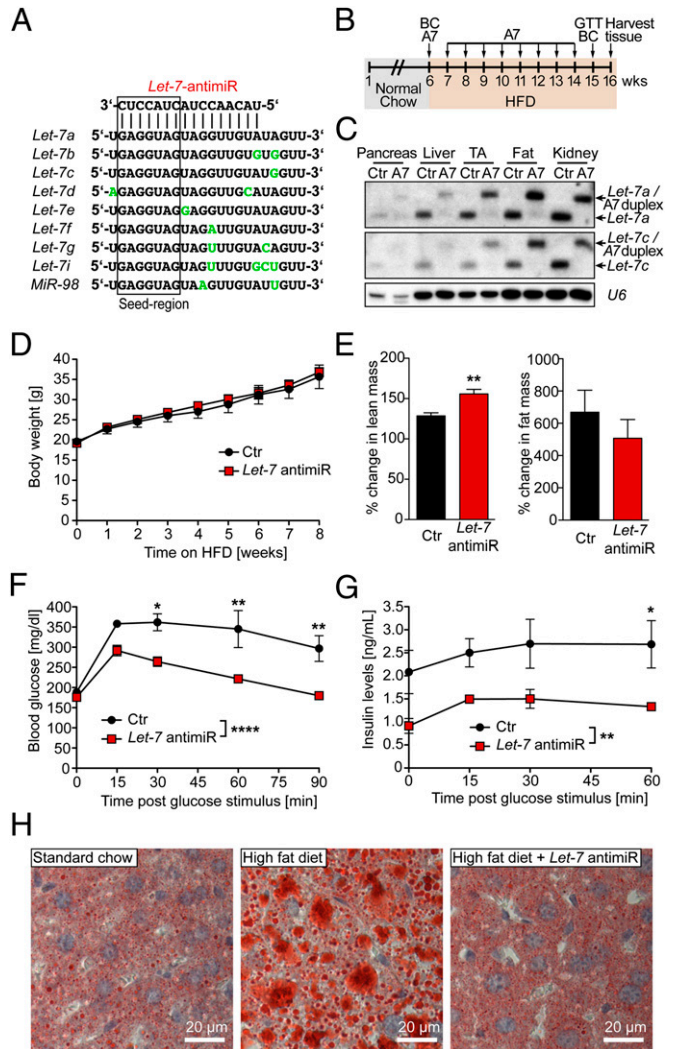 A
Let-7-antimiR
3‘-CUCCAUCAUCCAACAU-5‘
Let-7a 5‘-UGAGGUAGUAGGUUGUAUAGUU-3‘
Let-7b 5‘-UGAGGUAGUAGGUUGUGUGGUU-3‘
Let-7c 5‘-UGAGGUAGUAGGUUGUAUGGUU-3‘
Let-7d 5‘-AGAGGUAGUAGGUUGCAUAGUU-3‘
Let-7e 5‘-UGAGGUAGGAGGUUGUAUAGUU-3‘
Let-7f 5‘-UGAGGUAGUAGAUUGUAUAGUU-3‘
Let-7g 5‘-UGAGGUAGUAGUUUGUACAGUU-3‘
Let-7i 5‘-UGAGGUAGUAGUUUGUGCUGUU-3‘
MiR-98 5‘-UGAGGUAGUAAGUUGUAUUGUU-3‘
Seed-region
B
BC GTT Harvest
A7 A7 BC tissue
1 6 7 8 9 10 11 12 13 14 15 16 wks
Normal Chow
HFD
C
Pancreas Liver TA Fat Kidney
Ctr A7 Ctr A7 Ctr A7 Ctr A7 Ctr A7
Let-7a /
A7 duplex
Let-7a
Let-7c /
A7 duplex
Let-7c
U6
D
Body weight [g]
40
35
30
25
20
15
10
5
0
Ctr
Let-7 antimiR
0 1 2 3 4 5 6 7 8
Time on HFD [weeks]
E
% change in lean mass
200
150
100
50
0
**
Ctr
Let-7 antimiR
% change in fat mass
1000
800
600
400
200
0
Ctr
Let-7 antimiR
F
Blood glucose [mg/dl]
400
350
300
250
200
150
100
50
0
* ** **
Ctr
Let-7 antimiR
****
0 15 30 45 60 75 90
Time post glucose stimulus [min]
G
Insulin levels [ng/mL]
3.0
2.5
2.0
1.5
1.0
0
*
Ctr
Let-7 antimiR
**
0 15 30 45 60
Time post glucose stimulus [min]
H
Standard chow
20 µm
High fat diet
20 µm
High fat diet + Let-7 antimiR
20 µm